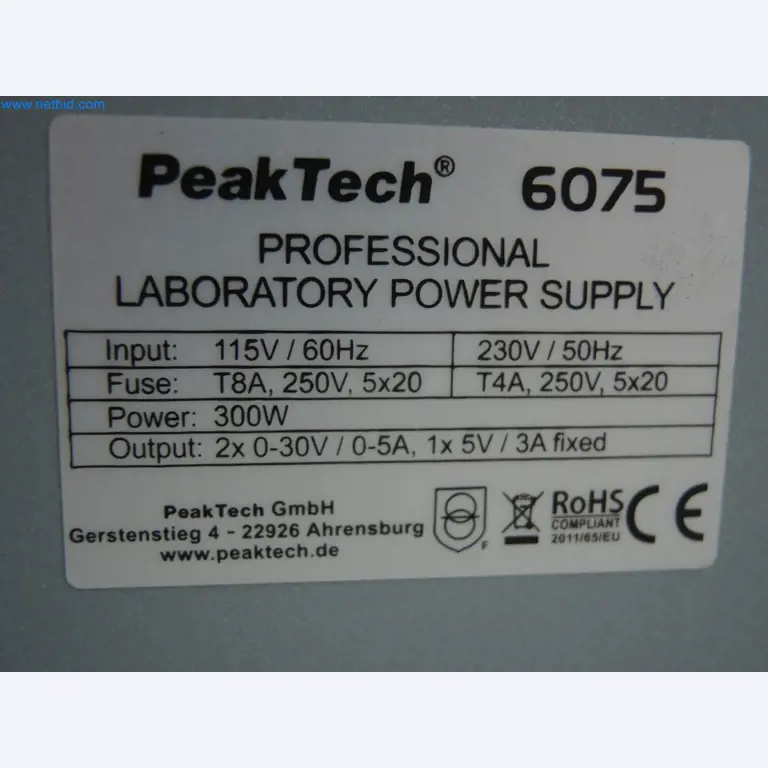 www.netbid.com
PeakTech® 6075
PROFESSIONAL
LABORATORY POWER SUPPLY
Input: 115V / 60Hz 230V / 50Hz
Fuse: T8A, 250V, 5x20 T4A, 250V, 5x20
Power: 300W
Output: 2x 0-30V / 0-5A, 1x 5V / 3A fixed
PeakTech GmbH
Gerstenstieg 4 - 22926 Ahrensburg
www.peaktech.de
F
RoHS
COMPLIANT
2011/65/EU
CE